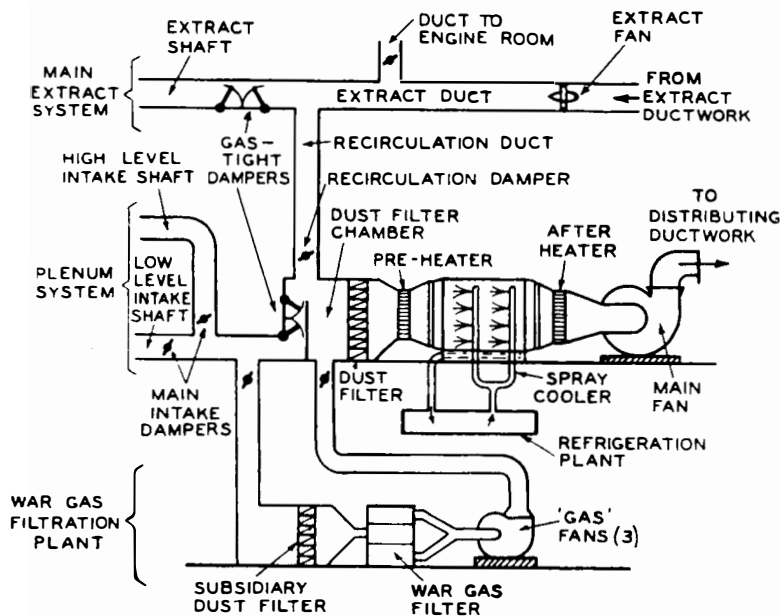 DUCT TO
ENGINE ROOM
EXTRACT
FAN
EXTRACT
SHAFT
MAIN
EXTRACT
SYSTEM
EXTRACT DUCT
FROM
EXTRACT
DUCTWORK
GAS-
TIGHT
DAMPERS
RECIRCULATION DUCT
HIGH LEVEL
INTAKE SHAFT
RECIRCULATION DAMPER
DUST FILTER
CHAMBER
TO
DISTRIBUTING
DUCTWORK
PRE-HEATER
AFTER
HEATER
PLENUM
SYSTEM
LOW
LEVEL
INTAKE
SHAFT
MAIN
INTAKE
DAMPERS
DUST
FILTER
SPRAY
COOLER
MAIN
FAN
REFRIGERATION
PLANT
WAR GAS
FILTRATION
PLANT
'GAS'
FANS (3)
SUBSIDIARY
DUST FILTER
WAR GAS
FILTER